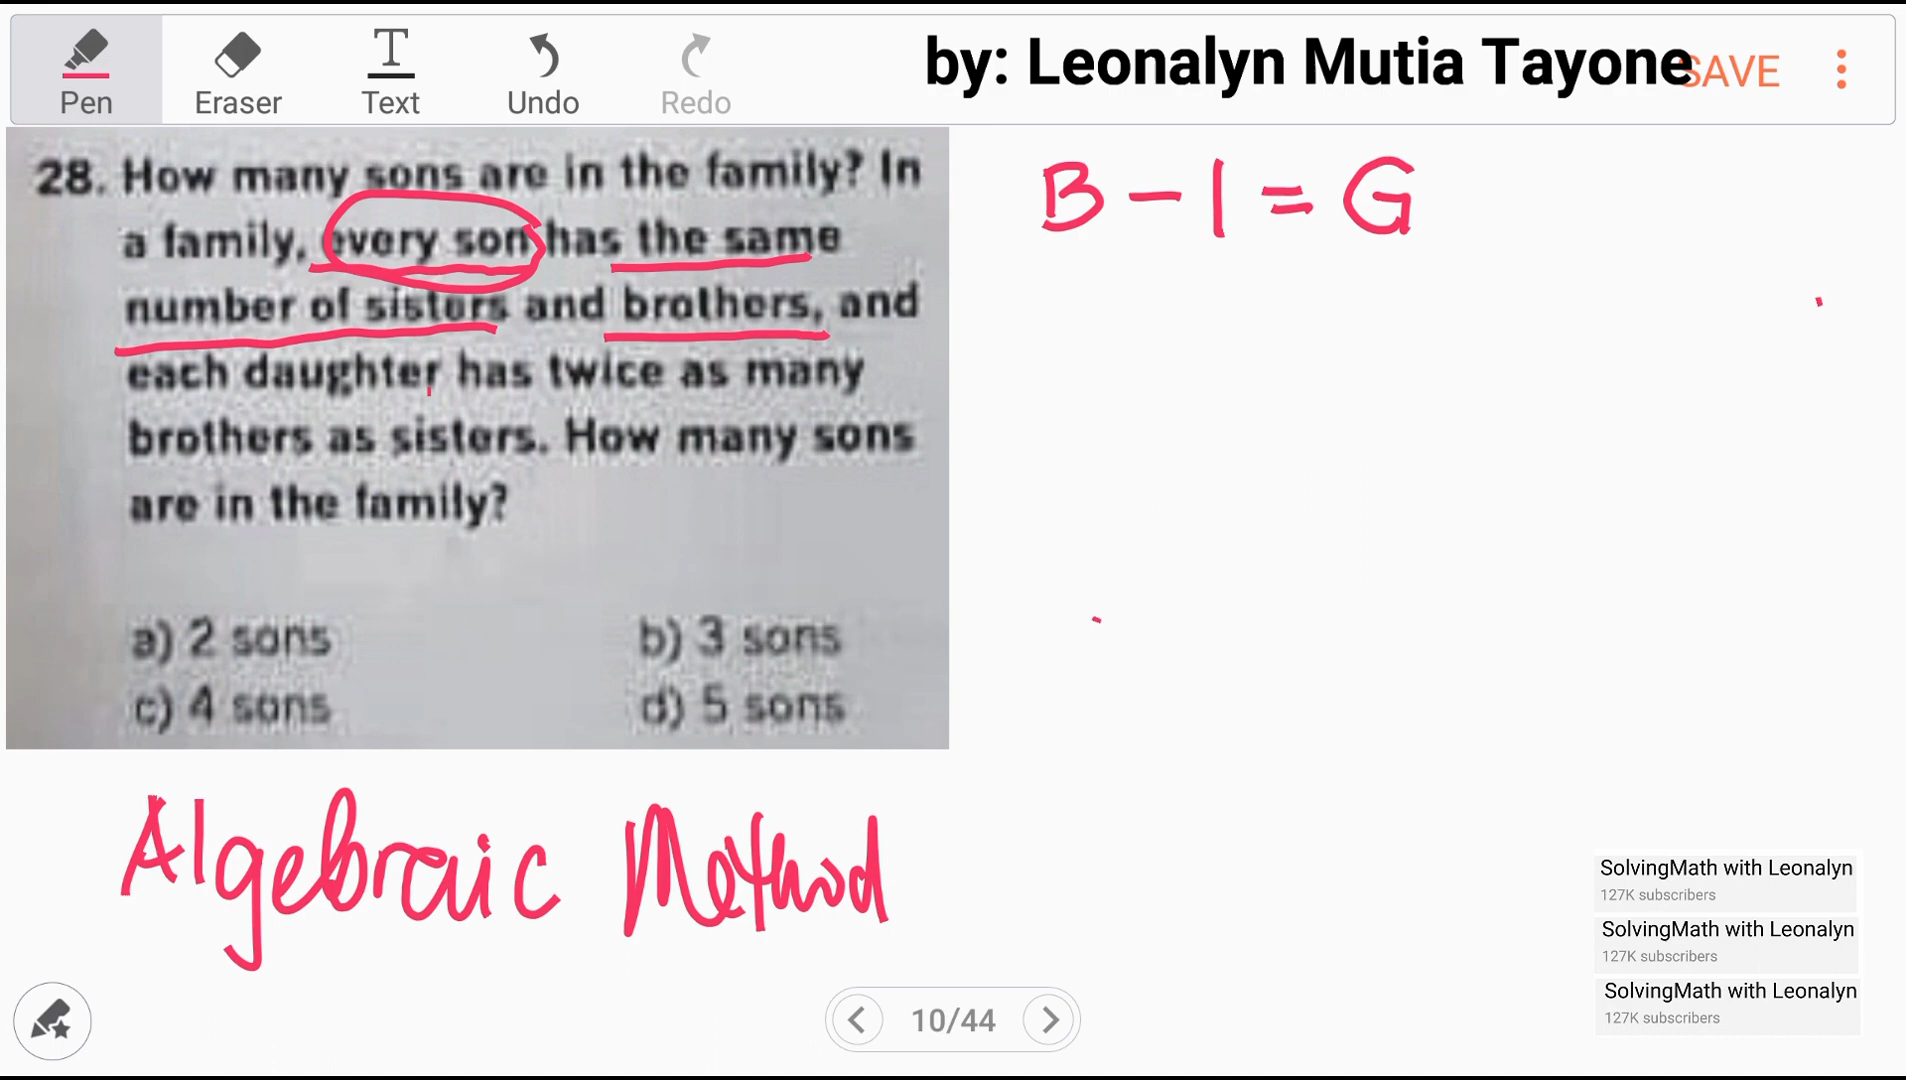 by: Leonalyn Mutia Tayone
SAVE
Pen
Eraser
Text
Undo
Redo
28. How many sons are in the family? In
a family, every son has the same
number of sisters and brothers, and
each daughter has twice as many
brothers as sisters. How many sons
are in the family?
a) 2 sons
b) 3 sons
c) 4 sons
d) 5 sons
B - 1 = G
Algebraic Method
SolvingMath with Leonalyn
127K subscribers
SolvingMath with Leonalyn
127K subscribers
SolvingMath with Leonalyn
127K subscribers
10/44